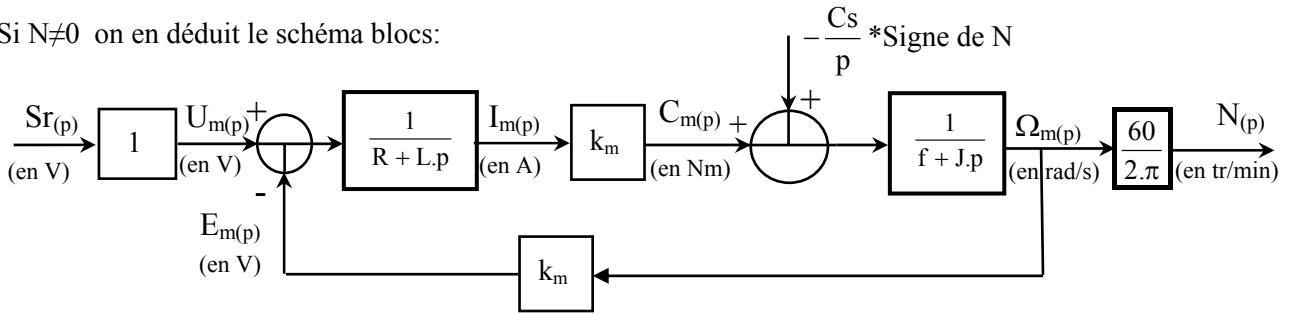 Si N≠0 on en déduit le schéma blocs:
−Cs/p *Signe de N
Sr(p)
(en V)
1
Um(p)
(en V)
+
-
1/(R + L.p)
Im(p)
(en A)
km
Cm(p)
(en Nm)
+
+
1/(f + J.p)
Ωm(p)
(en rad/s)
60/(2.π)
N(p)
(en tr/min)
Em(p)
(en V)
km